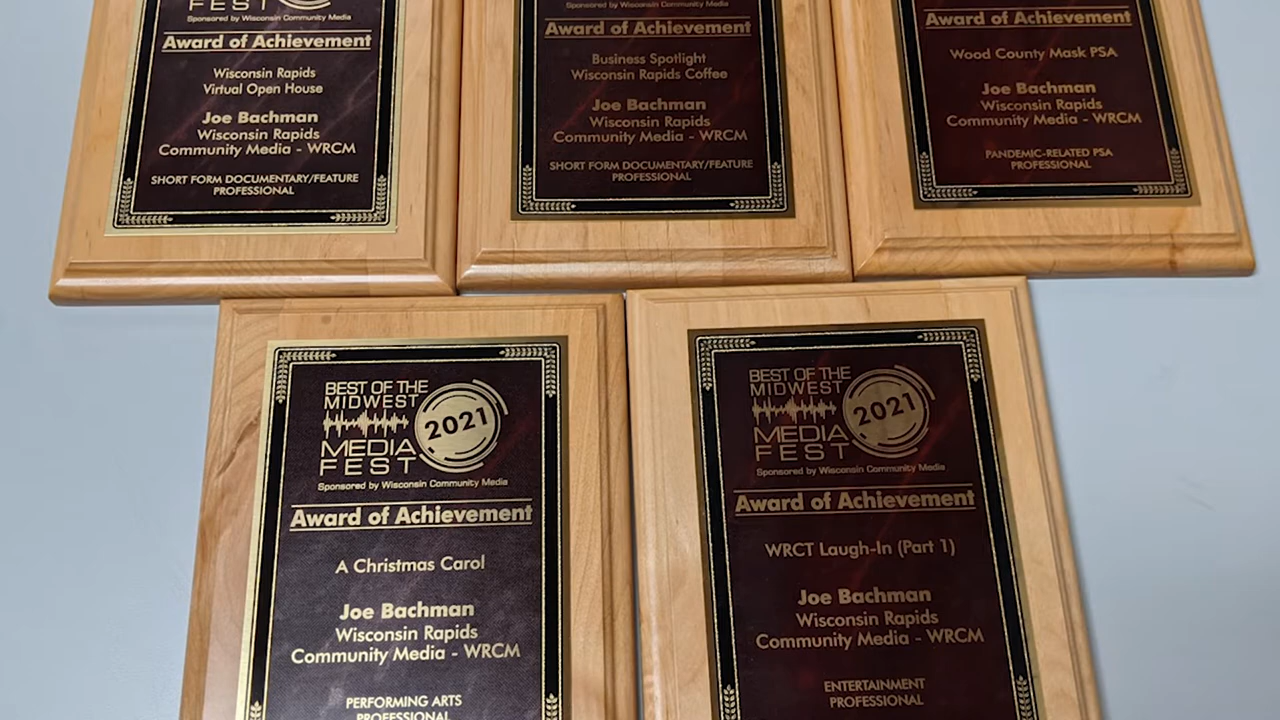 FEST
Sponsored by Wisconsin Community Media
Award of Achievement
Wisconsin Rapids
Virtual Open House
Joe Bachman
Wisconsin Rapids
Community Media - WRCM
SHORT FORM DOCUMENTARY/FEATURE
PROFESSIONAL
Sponsored by Wisconsin Community Media
Award of Achievement
Business Spotlight
Wisconsin Rapids Coffee
Joe Bachman
Wisconsin Rapids
Community Media - WRCM
SHORT FORM DOCUMENTARY/FEATURE
PROFESSIONAL
Award of Achievement
Wood County Mask PSA
Joe Bachman
Wisconsin Rapids
Community Media - WRCM
PANDEMIC-RELATED PSA
PROFESSIONAL
BEST OF THE
MIDWEST
2021
MEDIA
FEST
Sponsored by Wisconsin Community Media
Award of Achievement
A Christmas Carol
Joe Bachman
Wisconsin Rapids
Community Media - WRCM
PERFORMING ARTS
PROFESSIONAL
BEST OF THE
MIDWEST
2021
MEDIA
FEST
Sponsored by Wisconsin Community Media
Award of Achievement
WRCT Laugh-In (Part 1)
Joe Bachman
Wisconsin Rapids
Community Media - WRCM
ENTERTAINMENT
PROFESSIONAL